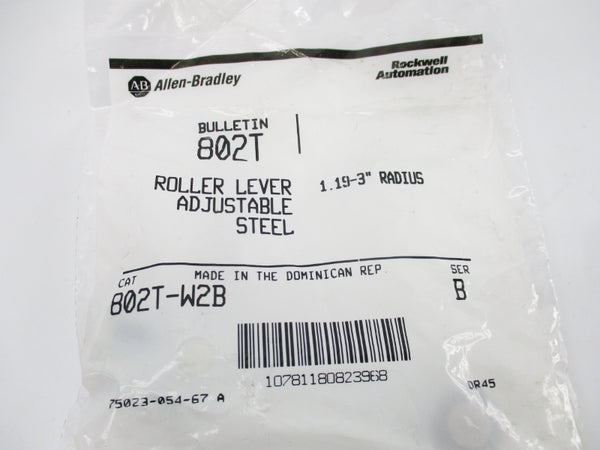 AB Allen-Bradley
Rockwell Automation
BULLETIN
802T
ROLLER LEVER 1.19-3" RADIUS
ADJUSTABLE
STEEL
MADE IN THE DOMINICAN REP
CAT SER
802T-W2B B
10781180823968
75023-054-67 A DR45